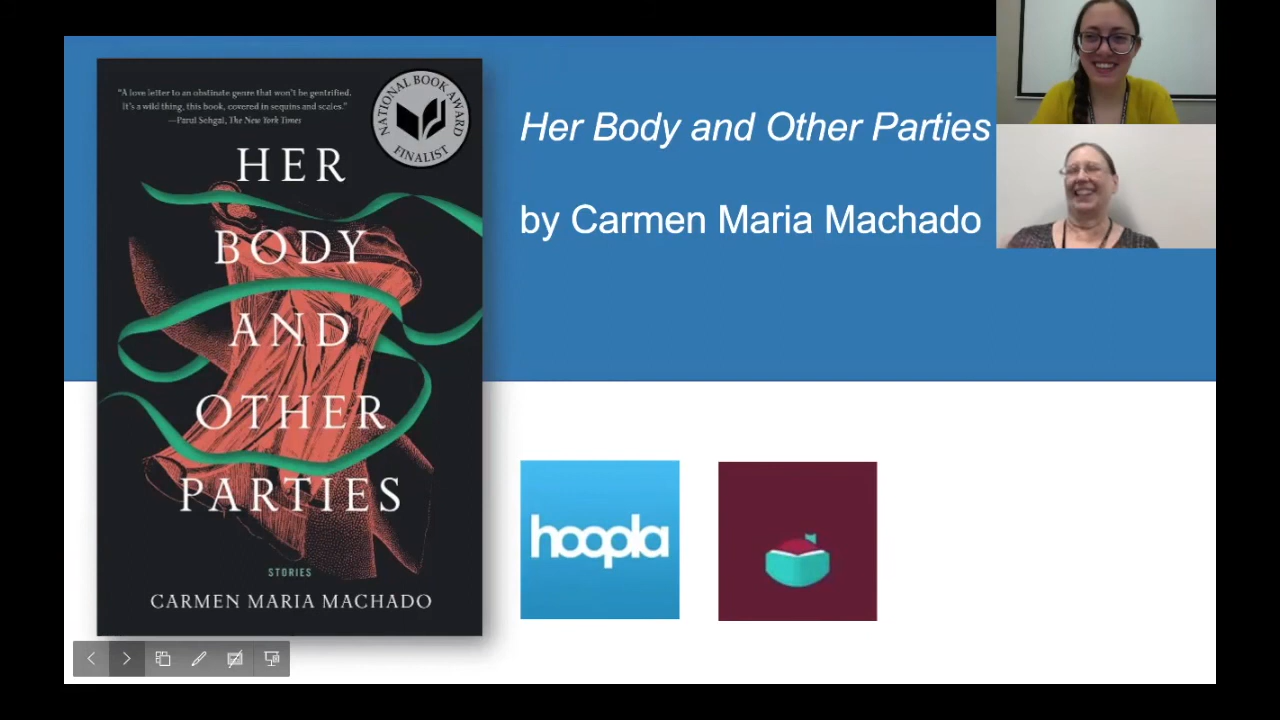 "A love letter to an obstinate genre that won't be gentrified.
It's a wild thing, this book, covered in sequins and scales."
—Parul Sehgal, The New York Times
NATIONAL BOOK AWARD
FINALIST
HER
BODY
AND
OTHER
PARTIES
STORIES
CARMEN MARIA MACHADO
Her Body and Other Parties
by Carmen Maria Machado
hoopla